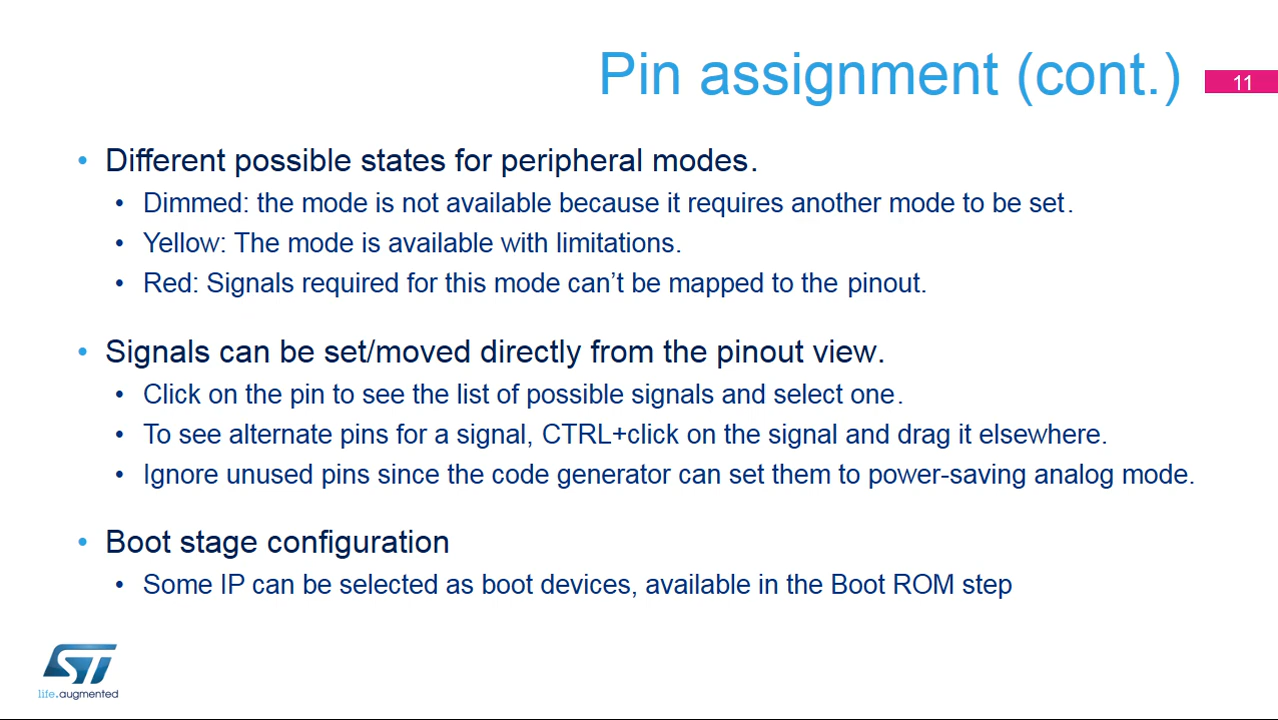 Pin assignment (cont.)
11
• Different possible states for peripheral modes.
• Dimmed: the mode is not available because it requires another mode to be set.
• Yellow: The mode is available with limitations.
• Red: Signals required for this mode can’t be mapped to the pinout.
• Signals can be set/moved directly from the pinout view.
• Click on the pin to see the list of possible signals and select one.
• To see alternate pins for a signal, CTRL+click on the signal and drag it elsewhere.
• Ignore unused pins since the code generator can set them to power-saving analog mode.
• Boot stage configuration
• Some IP can be selected as boot devices, available in the Boot ROM step
ST
life.augmented